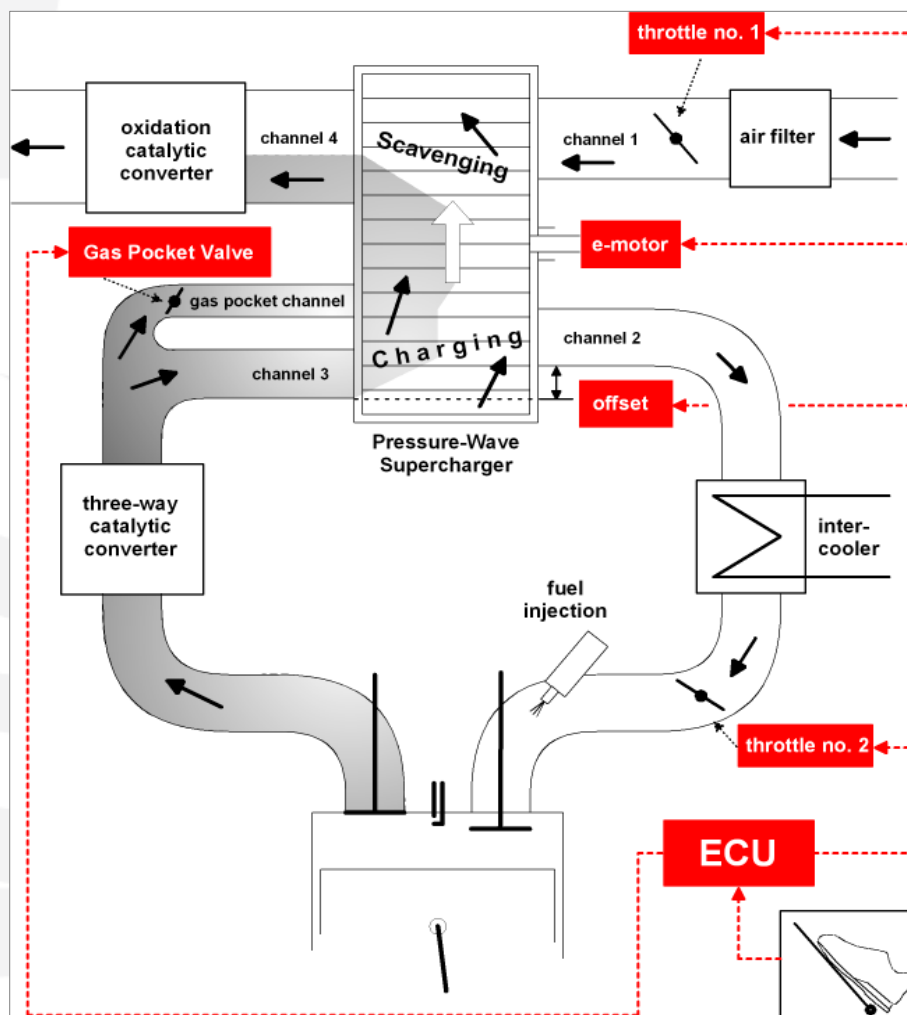 throttle no. 1
oxidation
catalytic
converter
channel 4
Scavenging
channel 1
air filter
Gas Pocket Valve
e-motor
gas pocket channel
Charging
channel 2
channel 3
offset
Pressure-Wave
Supercharger
three-way
catalytic
converter
inter-
cooler
fuel
injection
throttle no. 2
ECU